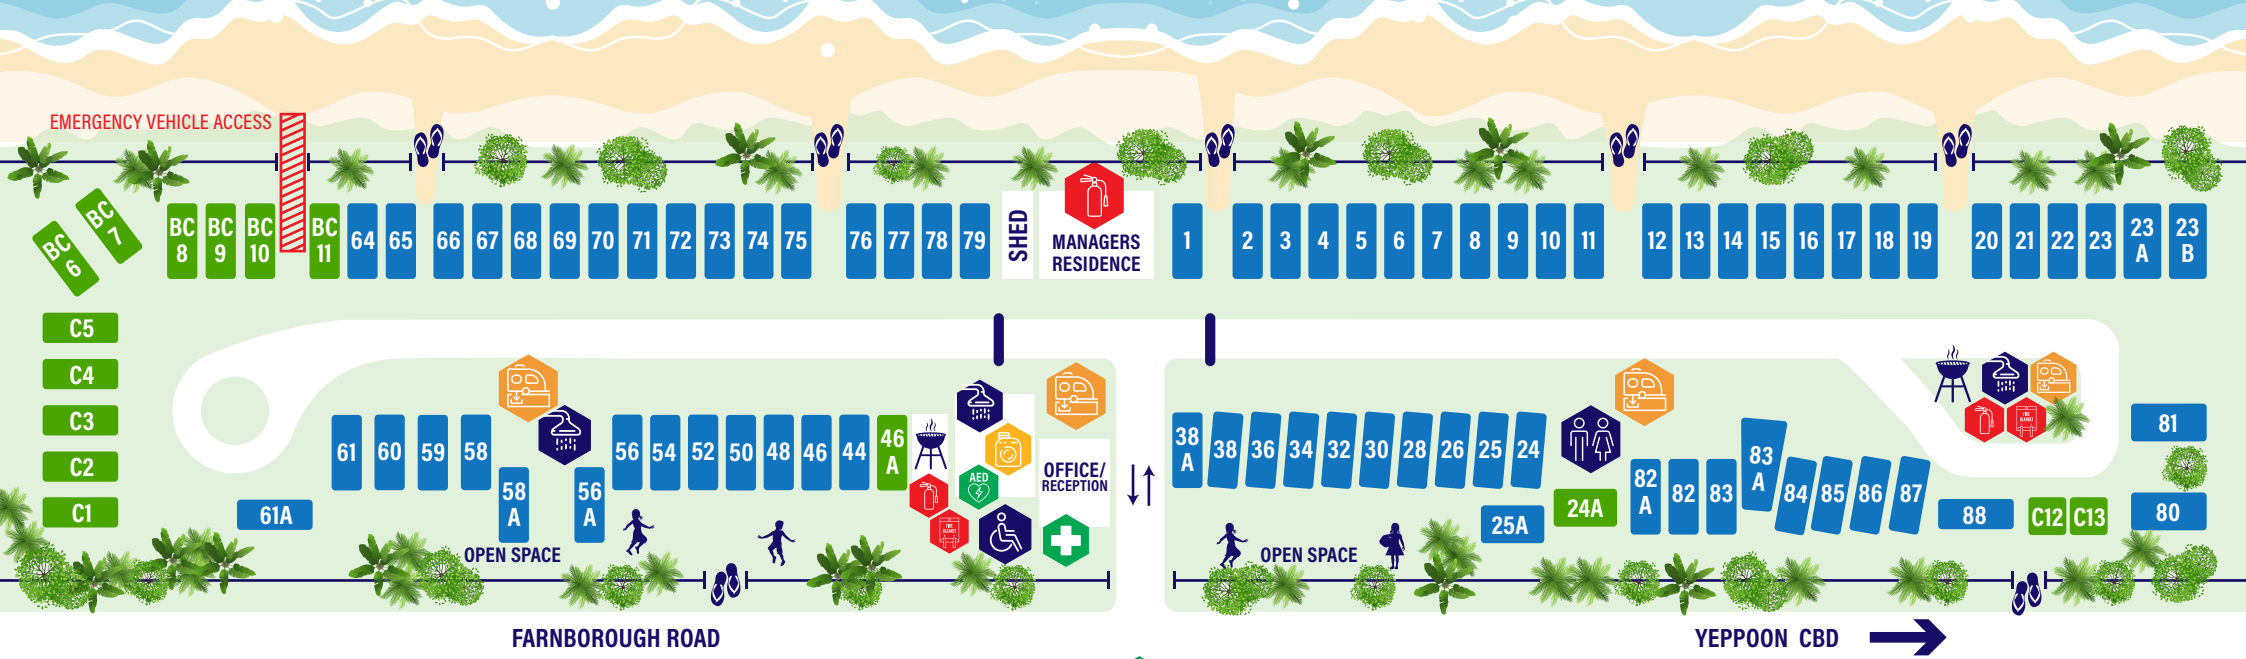 EMERGENCY VEHICLE ACCESS
BC
6
BC
7
BC
8
BC
9
BC
10
BC
11
64
65
66
67
68
69
70
71
72
73
74
75
76
77
78
79
SHED
MANAGERS
RESIDENCE
1
2
3
4
5
6
7
8
9
10
11
12
13
14
15
16
17
18
19
20
21
22
23
23
A
23
B
C5
C4
C3
C2
C1
61A
61
60
59
58
58
A
56
A
56
54
52
50
48
46
44
46
A
AED
FIRE
BLANKET
OFFICE/
RECEPTION
OPEN SPACE
38
A
38
36
34
32
30
28
26
25
24
25A
24A
OPEN SPACE
82
A
82
83
83
A
84
85
86
87
88
FIRE
BLANKET
C12
C13
81
80
FARNBOROUGH ROAD
YEPPOON CBD